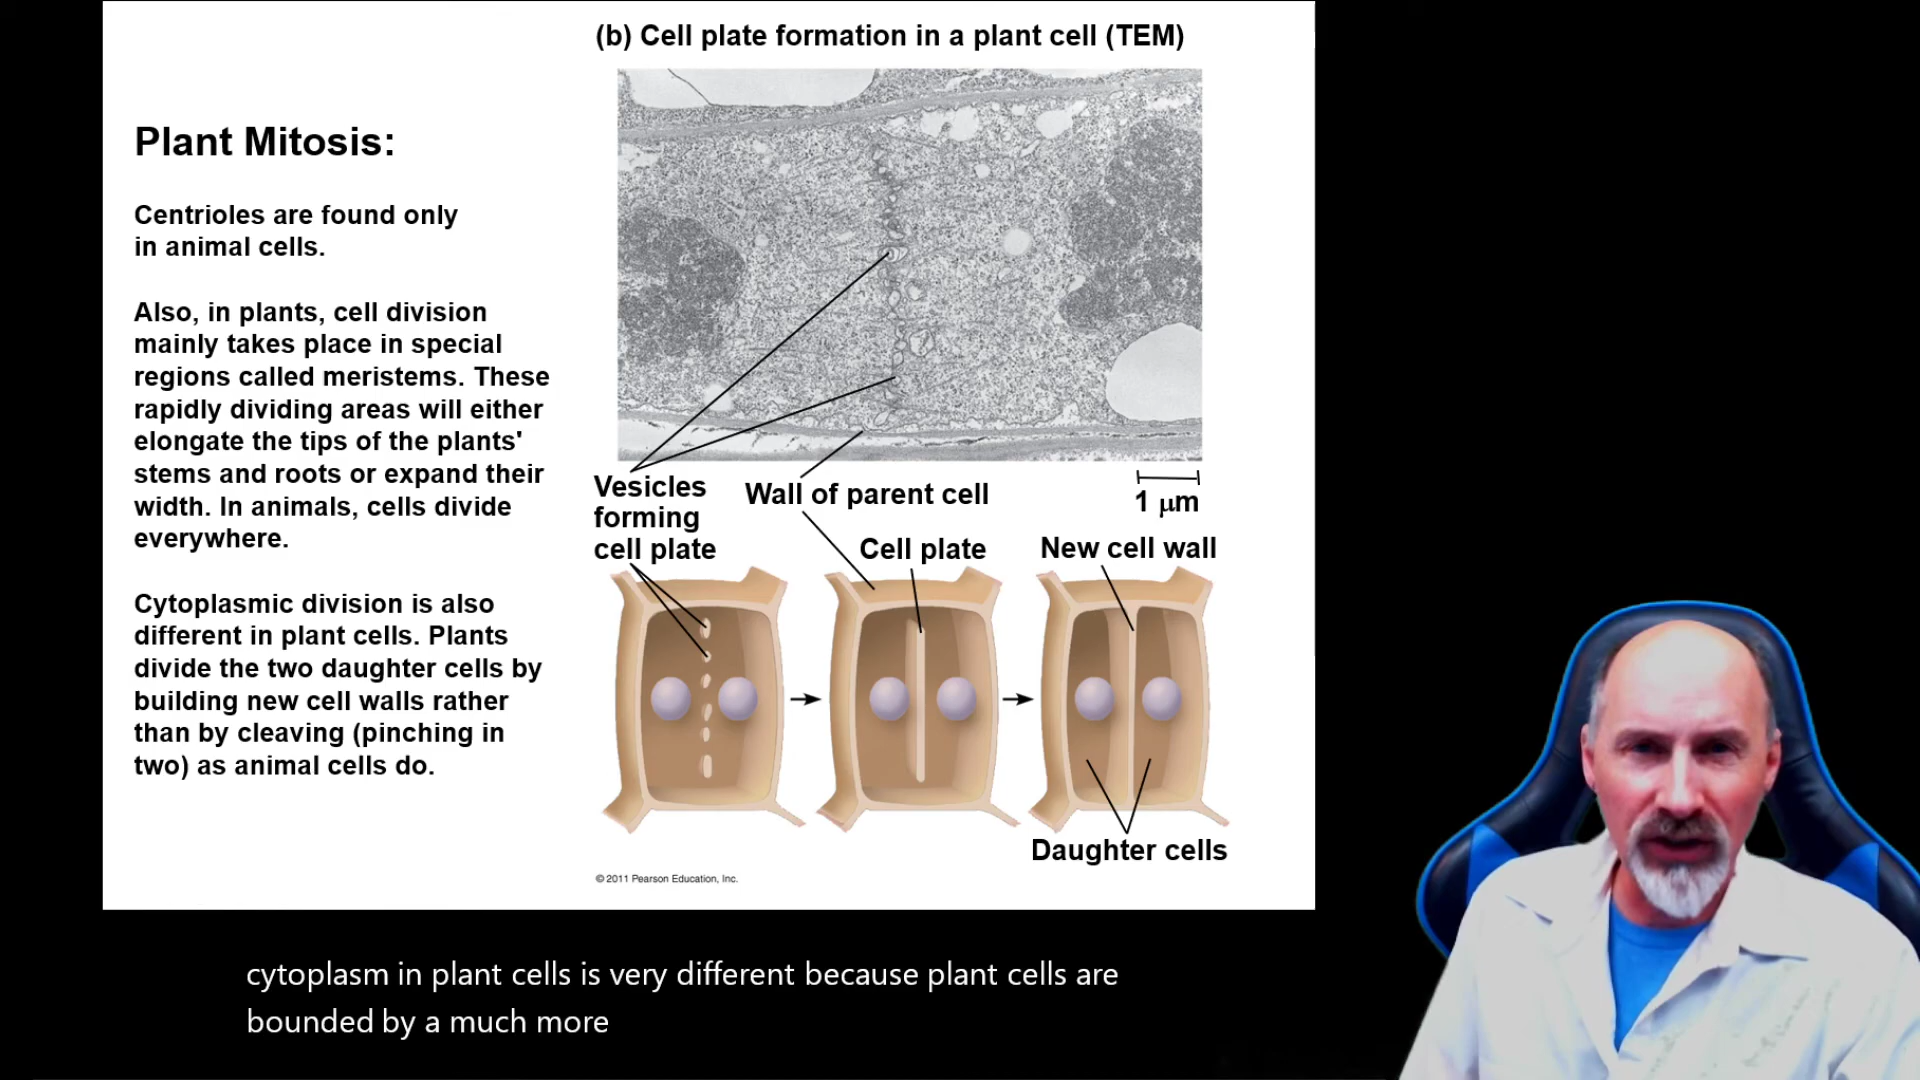 (b) Cell plate formation in a plant cell (TEM)
Plant Mitosis:
Centrioles are found only
in animal cells.
Also, in plants, cell division
mainly takes place in special
regions called meristems. These
rapidly dividing areas will either
elongate the tips of the plants'
stems and roots or expand their
width. In animals, cells divide
everywhere.
Cytoplasmic division is also
different in plant cells. Plants
divide the two daughter cells by
building new cell walls rather
than by cleaving (pinching in
two) as animal cells do.
Vesicles
forming
cell plate
Wall of parent cell
1 μm
Cell plate
New cell wall
Daughter cells
© 2011 Pearson Education, Inc.
cytoplasm in plant cells is very different because plant cells are
bounded by a much more